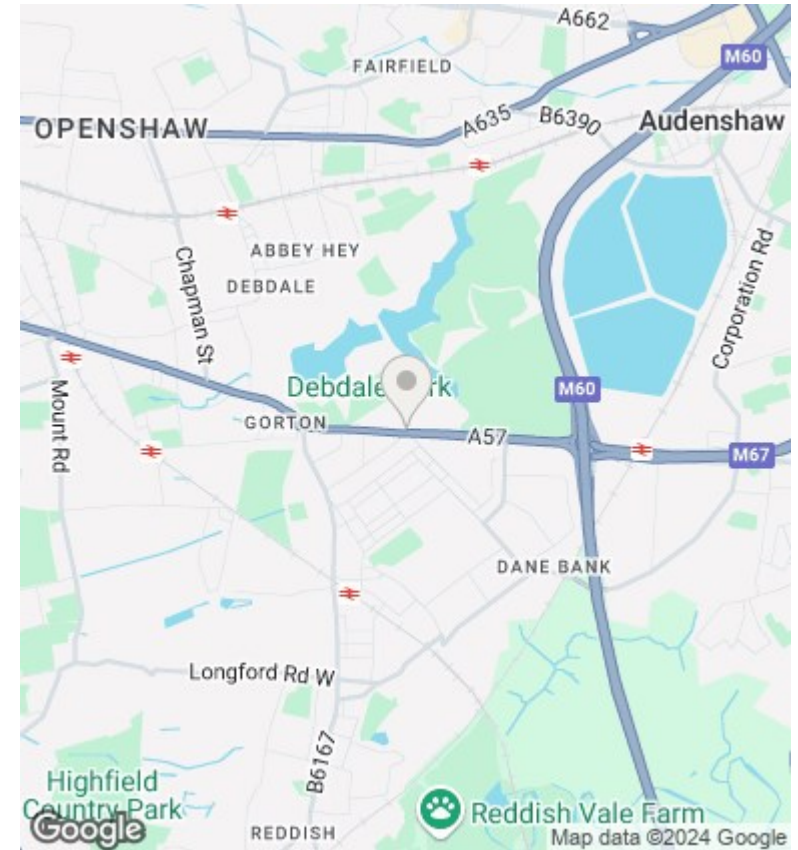 A662
M60
FAIRFIELD
A635
B6390
Audenshaw
OPENSHAW
ABBEY HEY
DEBDALE
Chapman St
Corporation Rd
Mount Rd
M60
GORTON
A57
M67
DANE BANK
Longford Rd W
B6167
Highfield
Country Park
Reddish Vale Farm
REDDISH
Google
Map data ©2024 Google